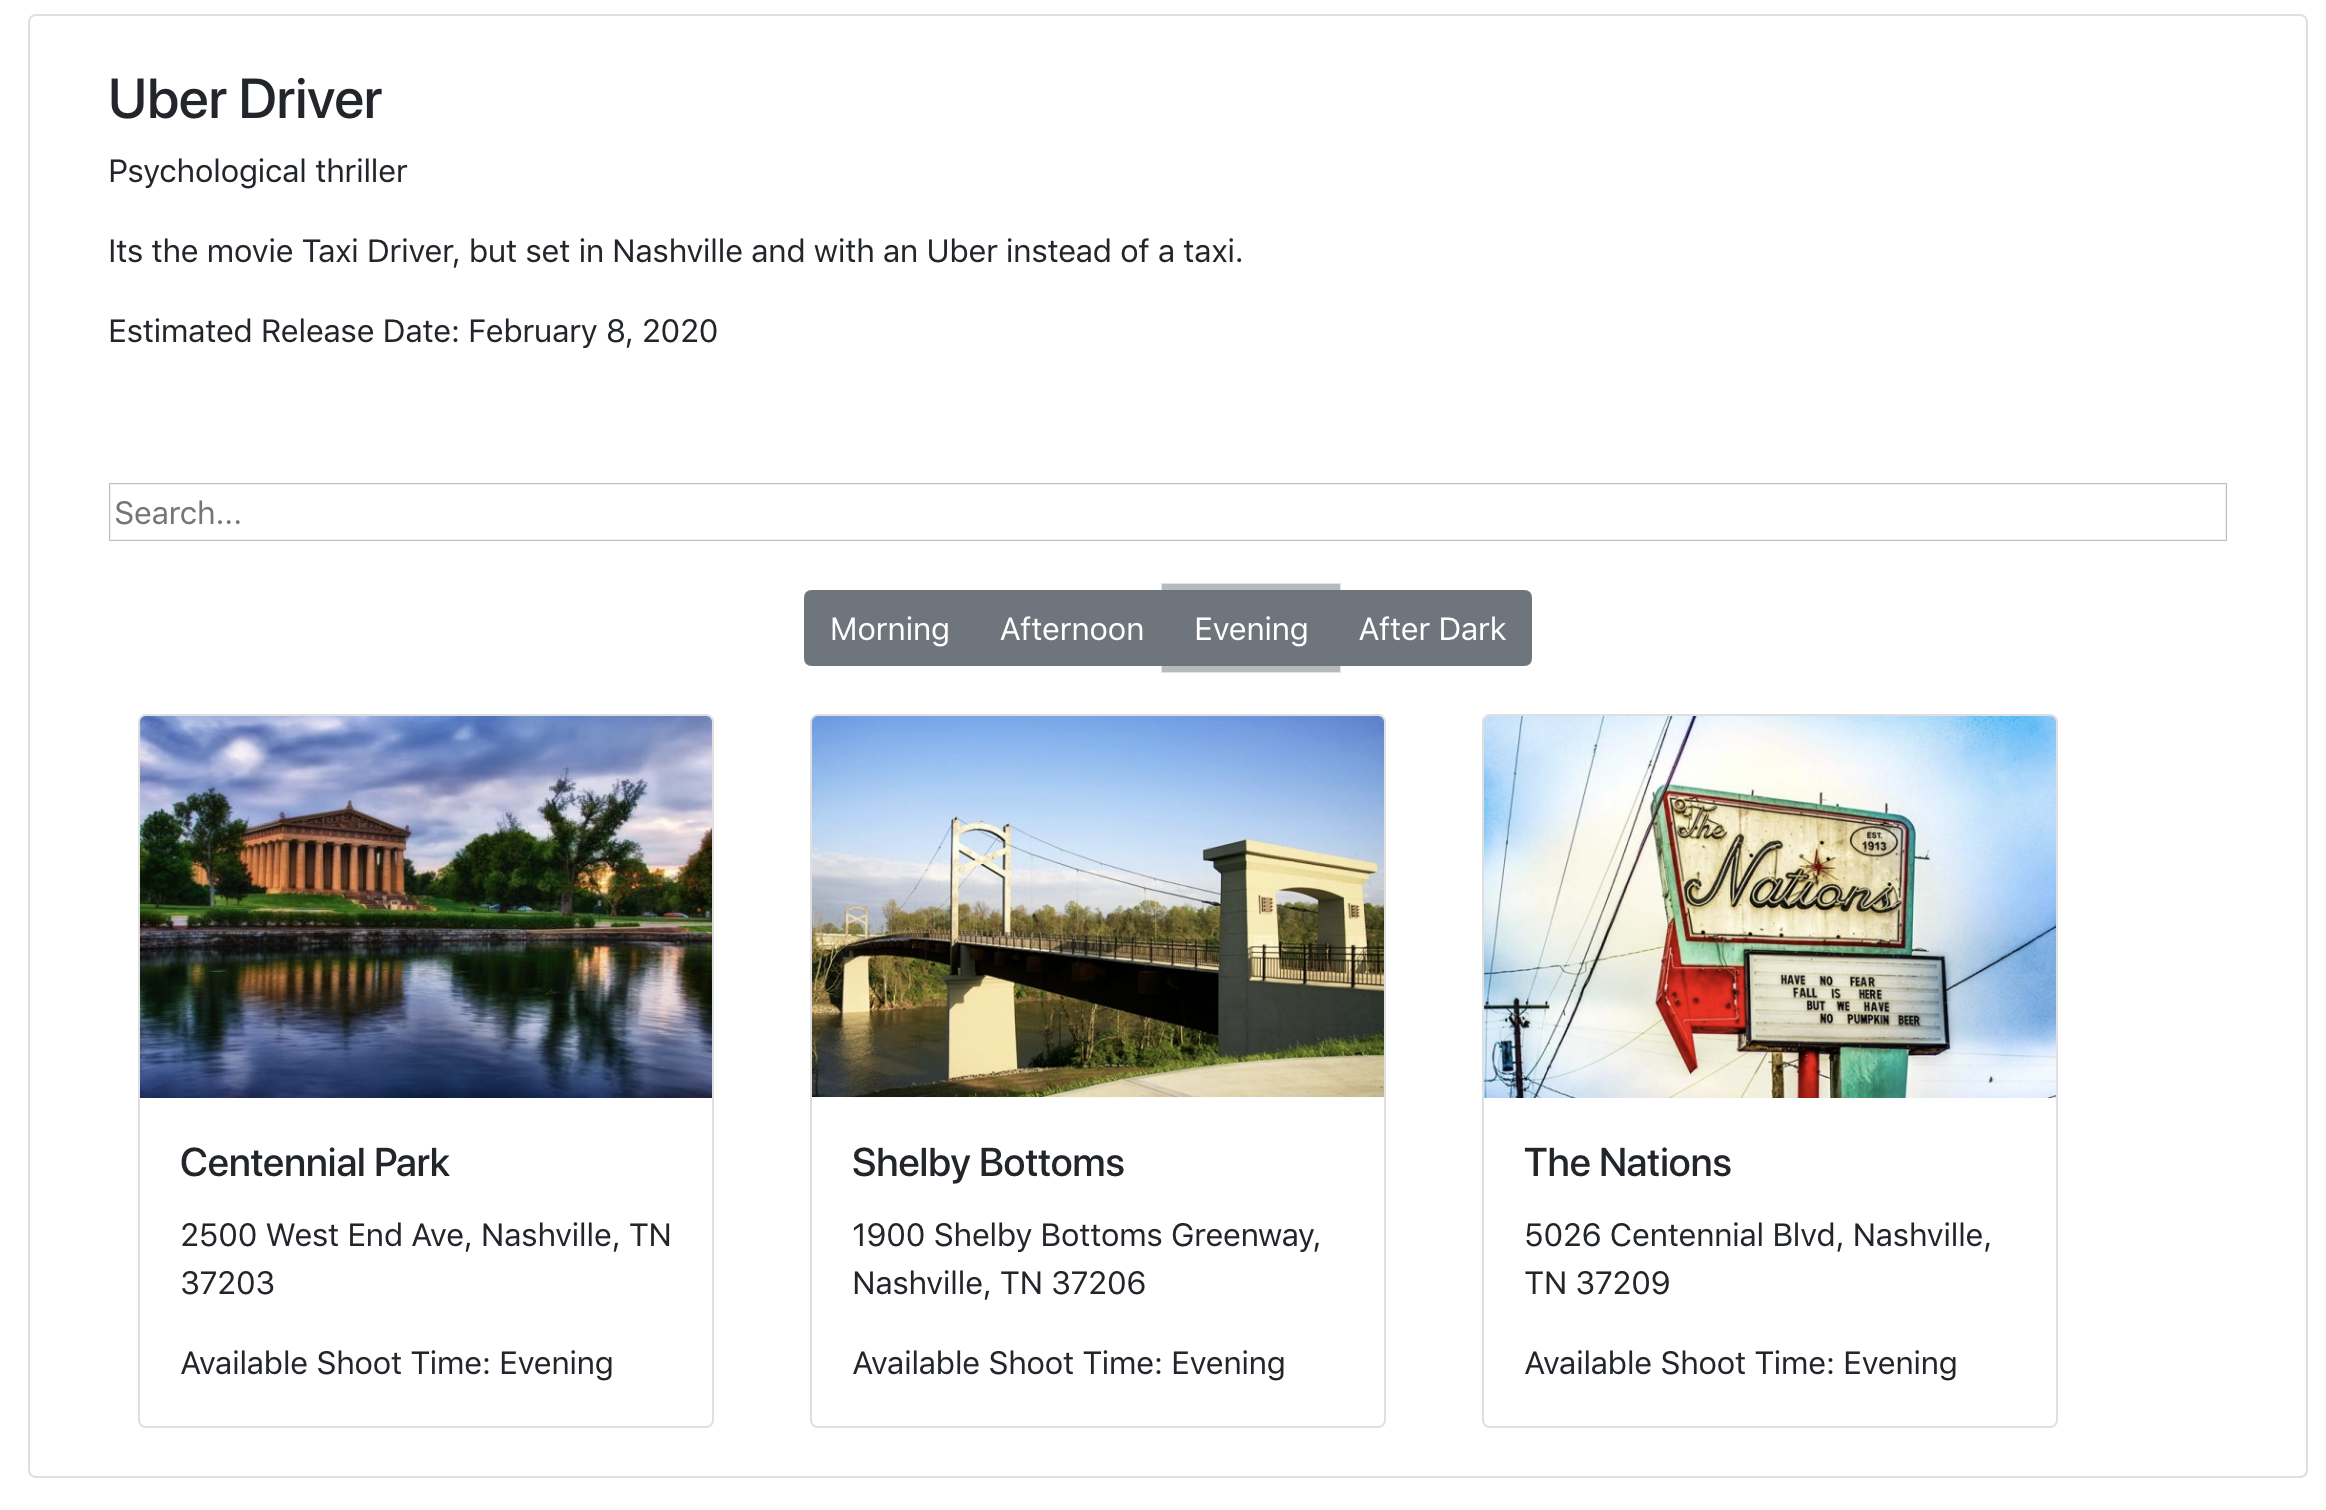 Uber Driver
Psychological thriller
Its the movie Taxi Driver, but set in Nashville and with an Uber instead of a taxi.
Estimated Release Date: February 8, 2020
Search...
Morning Afternoon Evening After Dark
The
Nations
EST.
1913
HAVE NO FEAR
FALL IS HERE
BUT WE HAVE
NO PUMPKIN BEER
Centennial Park
2500 West End Ave, Nashville, TN
37203
Available Shoot Time: Evening
Shelby Bottoms
1900 Shelby Bottoms Greenway,
Nashville, TN 37206
Available Shoot Time: Evening
The Nations
5026 Centennial Blvd, Nashville,
TN 37209
Available Shoot Time: Evening